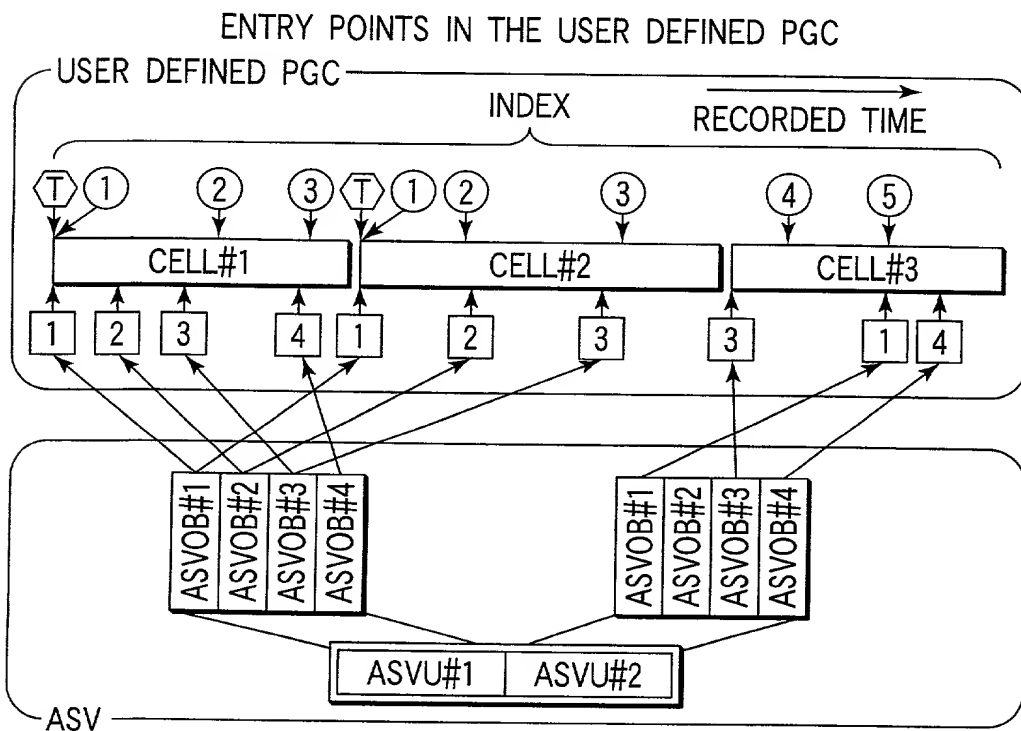 ENTRY POINTS IN THE USER DEFINED PGC
USER DEFINED PGC
INDEX
RECORDED TIME
T 1 2 3 T 1 2 3 4 5
CELL#1 CELL#2 CELL#3
1 2 3 4 1 2 3 3 1 4
ASVOB#1
ASVOB#2
ASVOB#3
ASVOB#4
ASVOB#1
ASVOB#2
ASVOB#3
ASVOB#4
ASVU#1 ASVU#2
ASV